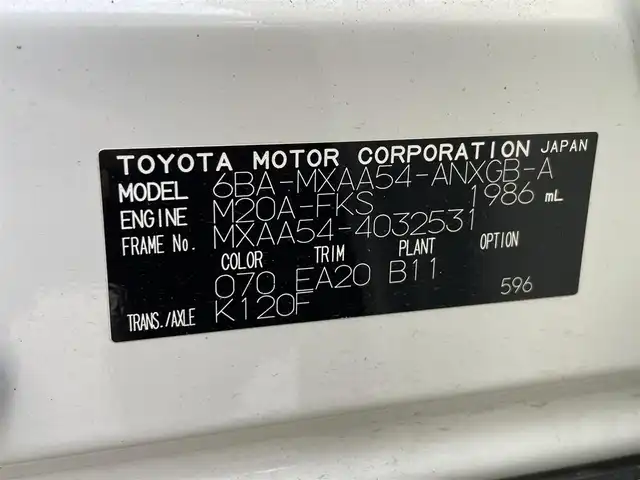 TOYOTA MOTOR CORPORATION JAPAN
MODEL 6BA-MXAA54-ANXGB-A
ENGINE M20A-FKS 1986 mL
FRAME No. MXAA54-4032531
COLOR TRIM PLANT OPTION
070 EA20 B11 596
TRANS./AXLE K120F